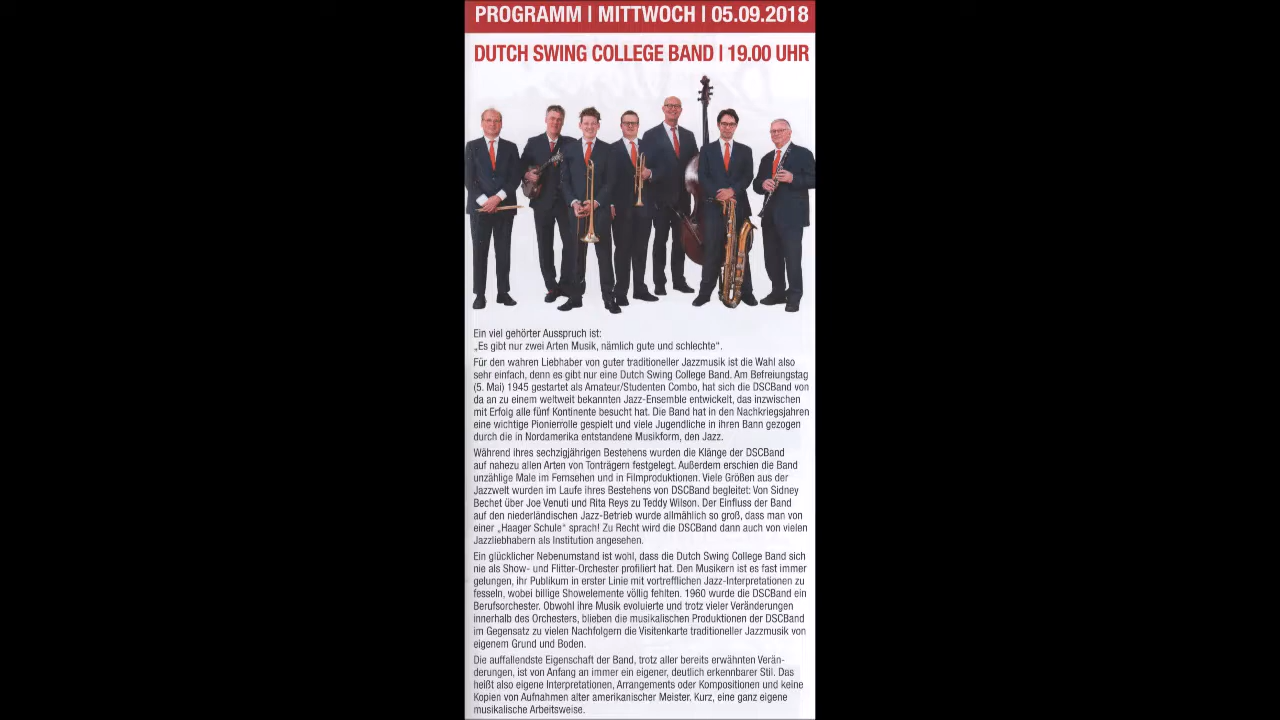 PROGRAMM | MITTWOCH | 05.09.2018
DUTCH SWING COLLEGE BAND | 19.00 UHR
Ein viel gehörter Ausspruch ist:
„Es gibt nur zwei Arten Musik, nämlich gute und schlechte“.
Für den wahren Liebhaber von guter traditioneller Jazzmusik ist die Wahl also
sehr einfach, denn es gibt nur eine Dutch Swing College Band. Am Befreiungstag
(5. Mai) 1945 gestartet als Amateur/Studenten Combo, hat sich die DSCBand von
da an zu einem weltweit bekannten Jazz-Ensemble entwickelt, das inzwischen
mit Erfolg alle fünf Kontinente besucht hat. Die Band hat in den Nachkriegsjahren
eine wichtige Pionierrolle gespielt und viele Jugendliche in ihren Bann gezogen
durch die in Nordamerika entstandene Musikform, den Jazz.
Während ihres sechzigjährigen Bestehens wurden die Klänge der DSCBand
auf nahezu allen Arten von Tonträgern festgelegt. Außerdem erschien die Band
unzählige Male im Fernsehen und in Filmproduktionen. Viele Größen aus der
Jazzwelt wurden im Laufe ihres Bestehens von DSCBand begleitet: Von Sidney
Bechet über Joe Venuti und Rita Reys zu Teddy Wilson. Der Einfluss der Band
auf den niederländischen Jazz-Betrieb wurde allmählich so groß, dass man von
einer „Haager Schule“ sprach! Zu Recht wird die DSCBand dann auch von vielen
Jazzliebhabern als Institution angesehen.
Ein glücklicher Nebenumstand ist wohl, dass die Dutch Swing College Band sich
nie als Show- und Flitter-Orchester profiliert hat. Den Musikern ist es fast immer
gelungen, ihr Publikum in erster Linie mit vortrefflichen Jazz-Interpretationen zu
fesseln, wobei billige Showelemente völlig fehlten. 1960 wurde die DSCBand ein
Berufsorchester. Obwohl ihre Musik evoluierte und trotz vieler Veränderungen
innerhalb des Orchesters, blieben die musikalischen Produktionen der DSCBand
im Gegensatz zu vielen Nachfolgern die Visitenkarte traditioneller Jazzmusik von
eigenem Grund und Boden.
Die auffallendste Eigenschaft der Band, trotz aller bereits erwähnten Verän-
derungen, ist von Anfang an immer ein eigener, deutlich erkennbarer Stil. Das
heißt also eigene Interpretationen, Arrangements oder Kompositionen und keine
Kopien von Aufnahmen alter amerikanischer Meister. Kurz, eine ganz eigene
musikalische Arbeitsweise.